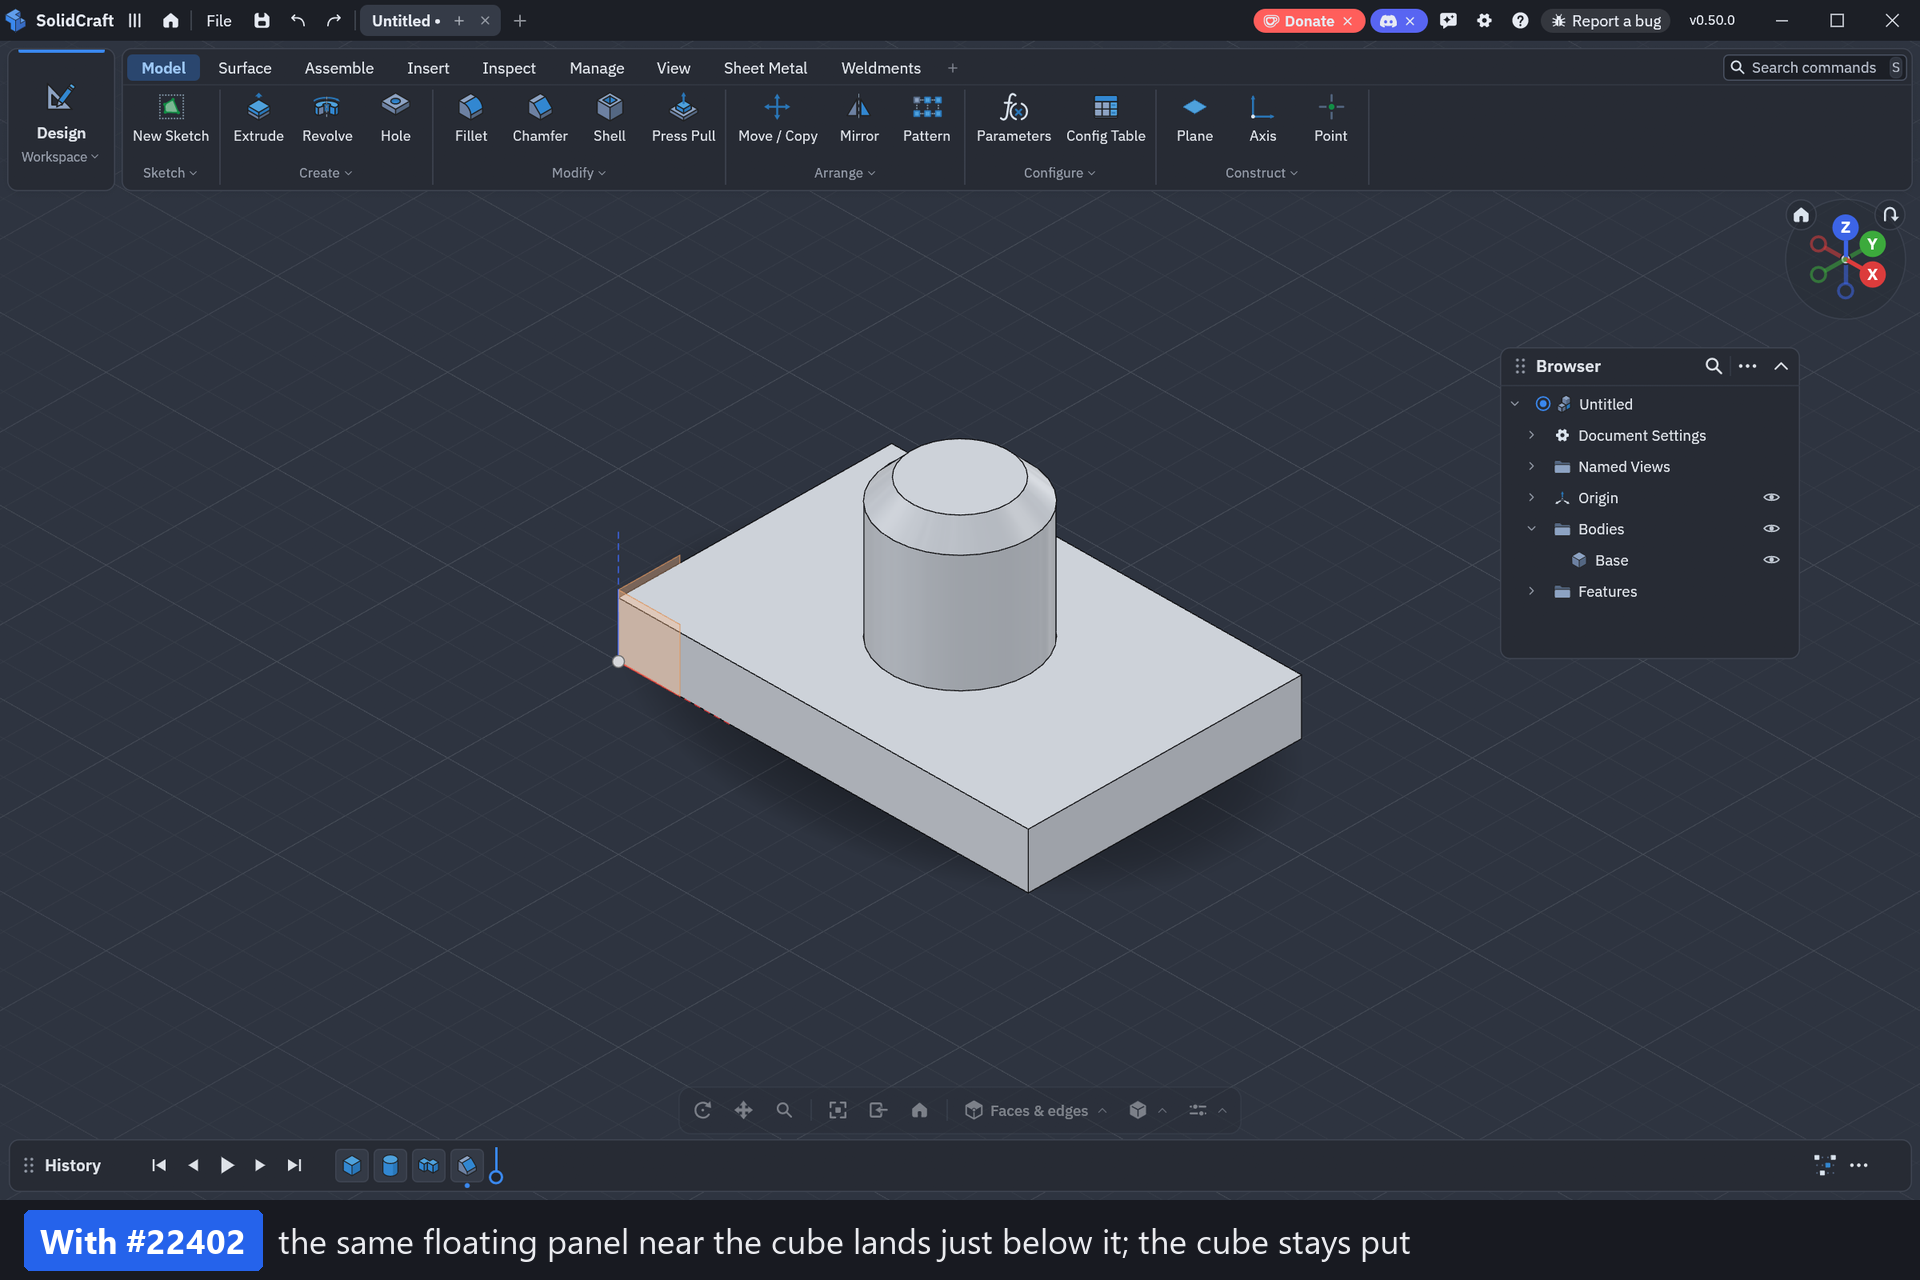 SolidCraft File Untitled • + × + Donate × × Report a bug v0.50.0
Model Surface Assemble Insert Inspect Manage View Sheet Metal Weldments + Search commands S
Design
Workspace
New Sketch Extrude Revolve Hole Fillet Chamfer Shell Press Pull Move / Copy Mirror Pattern Parameters Config Table Plane Axis Point
Sketch Create Modify Arrange Configure Construct
Z
Y
X
Browser
Untitled
Document Settings
Named Views
Origin
Bodies
Base
Features
Faces & edges
History
With #22402 the same floating panel near the cube lands just below it; the cube stays put